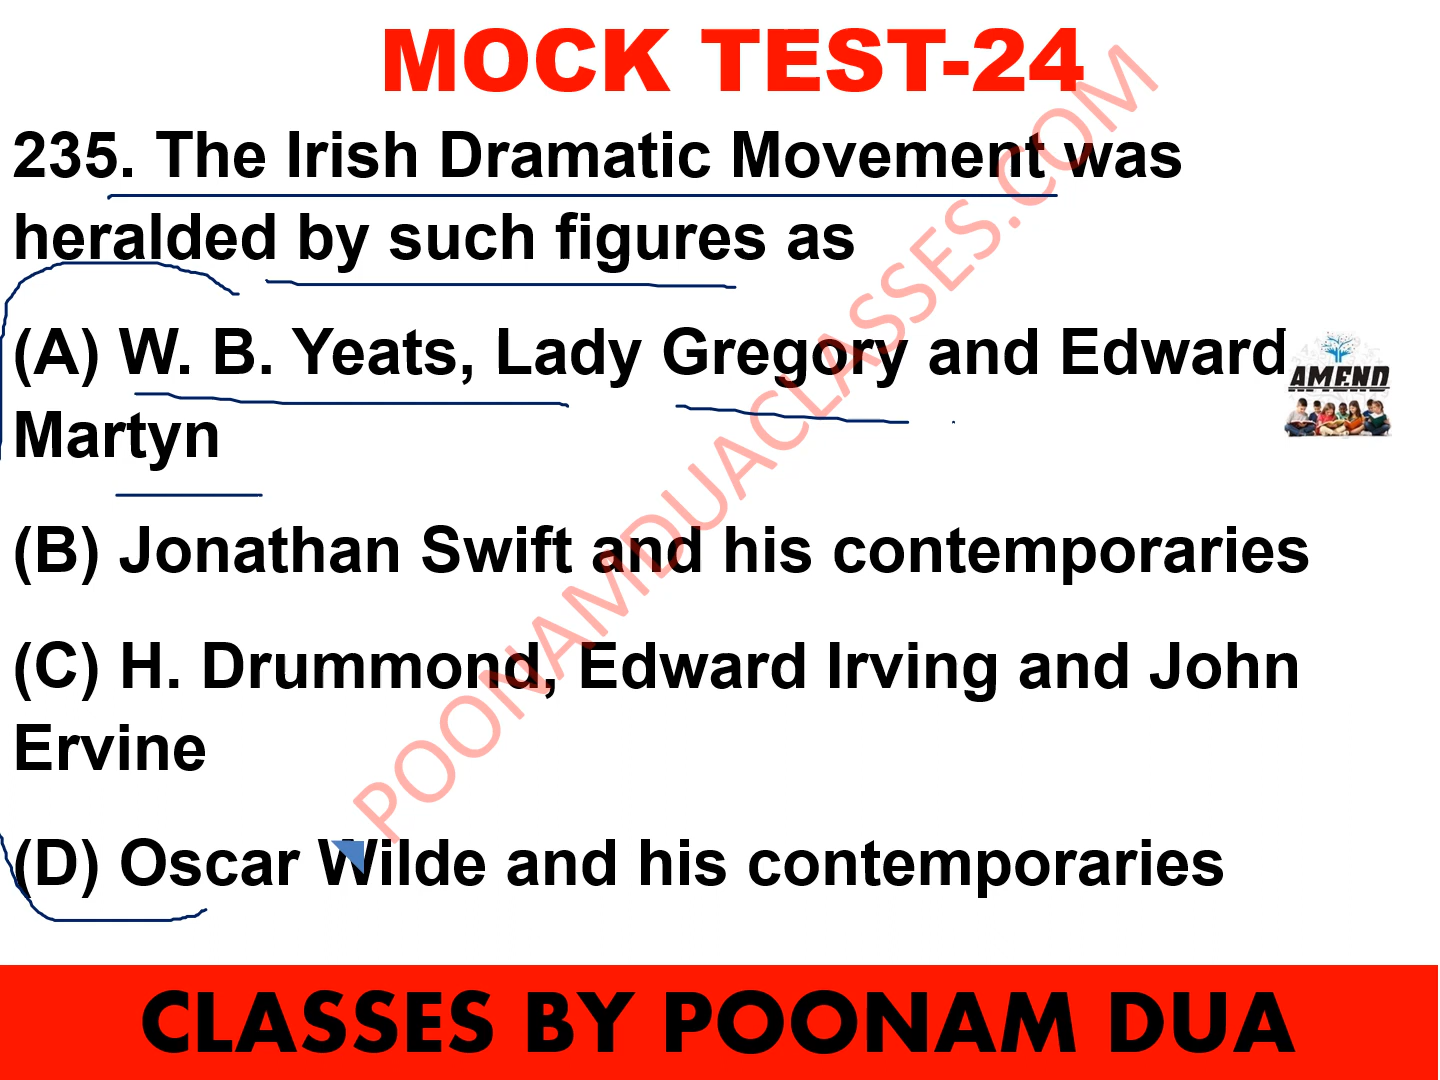 MOCK TEST-24
235. The Irish Dramatic Movement was
heralded by such figures as
(A) W. B. Yeats, Lady Gregory and Edward
Martyn
AMEND
(B) Jonathan Swift and his contemporaries
(C) H. Drummond, Edward Irving and John
Ervine
(D) Oscar Wilde and his contemporaries
POONAMDUACLASSES.COM
CLASSES BY POONAM DUA